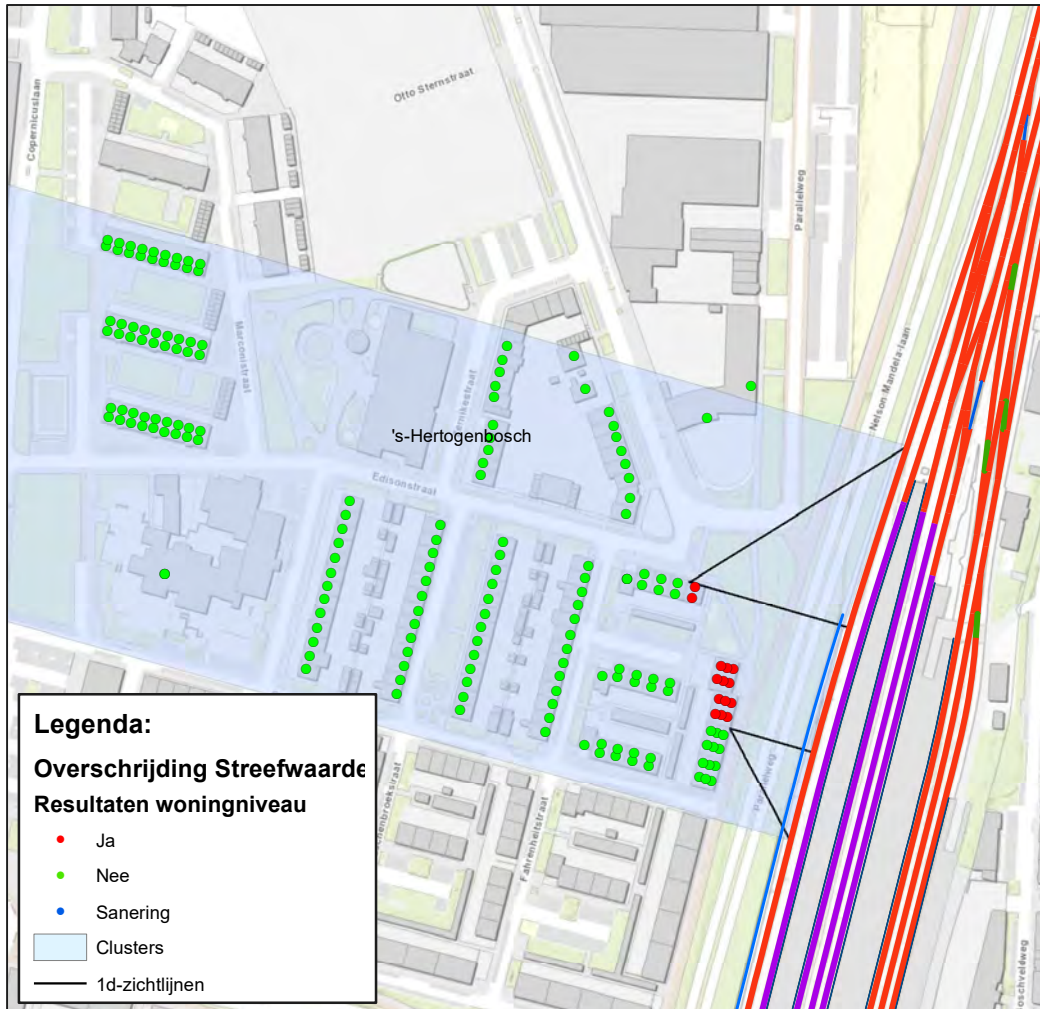 Copernicuslaan
Otto Sternstraat
Parallelweg
Nelson Mandela-laan
Marconistraat
's-Hertogenbosch
Edisonstraat
Parallelweg
Fahrenheitstraat
Legenda:
Overschrijding Streefwaarde
Resultaten woningniveau
Ja
Nee
Sanering
Clusters
1d-zichtlijnen